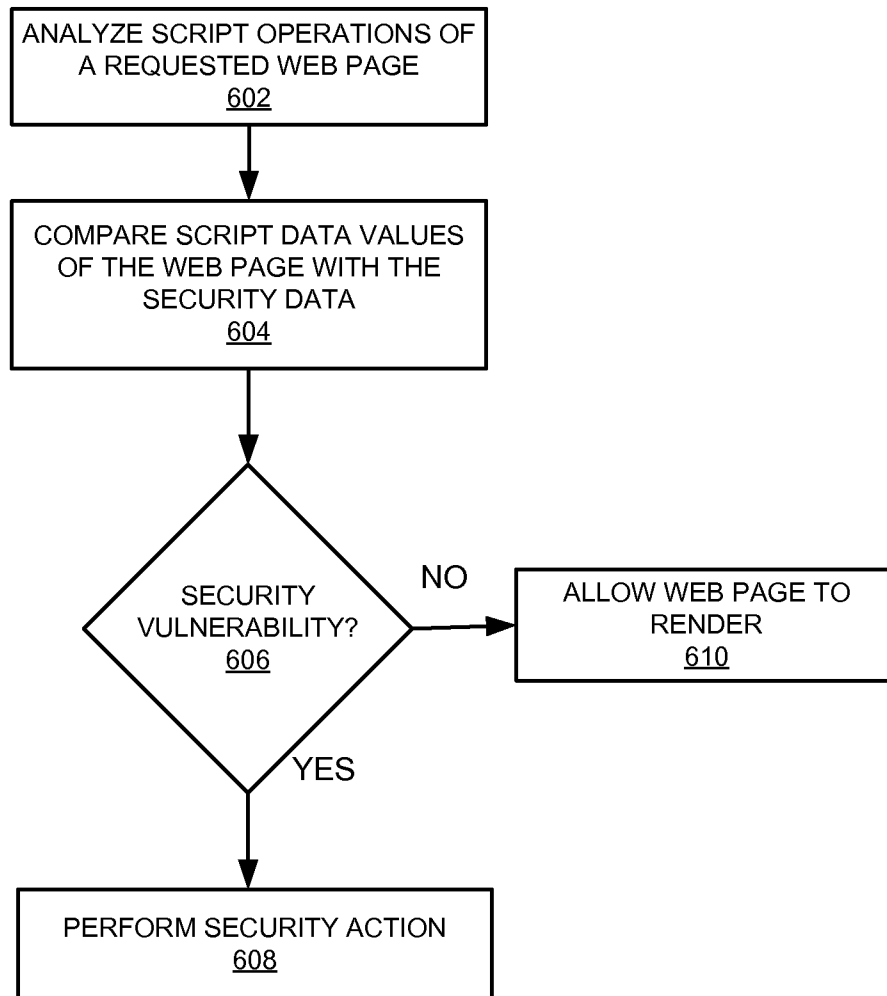 ANALYZE SCRIPT OPERATIONS OF
A REQUESTED WEB PAGE
602
COMPARE SCRIPT DATA VALUES
OF THE WEB PAGE WITH THE
SECURITY DATA
604
SECURITY
VULNERABILITY?
606
NO
ALLOW WEB PAGE TO
RENDER
610
YES
PERFORM SECURITY ACTION
608